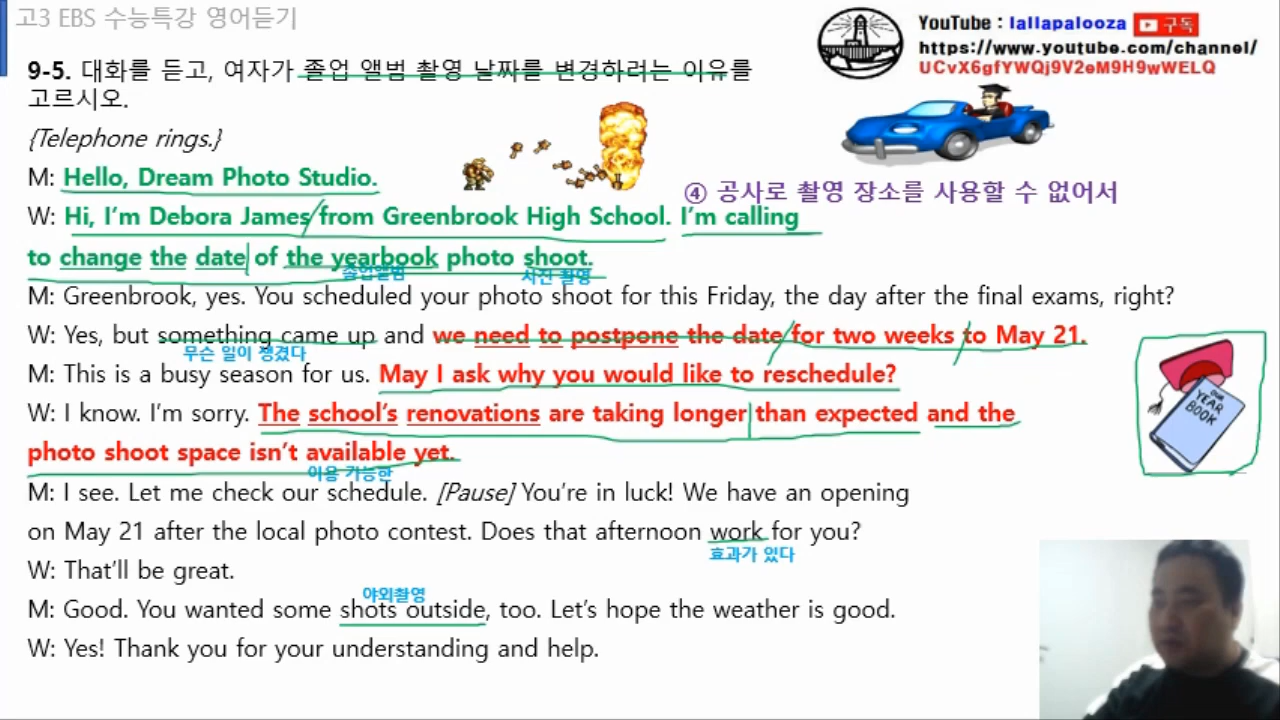 고3 EBS 수능특강 영어듣기
YouTube : lallapalooza 구독
https://www.youtube.com/channel/
UCvX6gfYWQj9V2eM9H9wWELQ
9-5. 대화를 듣고, 여자가 졸업 앨범 촬영 날짜를 변경하려는 이유를
고르시오.
{Telephone rings.}
M: Hello, Dream Photo Studio.
④ 공사로 촬영 장소를 사용할 수 없어서
W: Hi, I'm Debora James from Greenbrook High School. I'm calling
to change the date of the yearbook photo shoot.
졸업앨범 사진 촬영
M: Greenbrook, yes. You scheduled your photo shoot for this Friday, the day after the final exams, right?
W: Yes, but something came up and we need to postpone the date for two weeks to May 21.
무슨 일이 생겼다
M: This is a busy season for us. May I ask why you would like to reschedule?
W: I know. I'm sorry. The school's renovations are taking longer than expected and the
photo shoot space isn't available yet.
이용 가능한
OUR
YEAR
BOOK
M: I see. Let me check our schedule. [Pause] You're in luck! We have an opening
on May 21 after the local photo contest. Does that afternoon work for you?
효과가 있다
W: That'll be great.
야외촬영
M: Good. You wanted some shots outside, too. Let's hope the weather is good.
W: Yes! Thank you for your understanding and help.